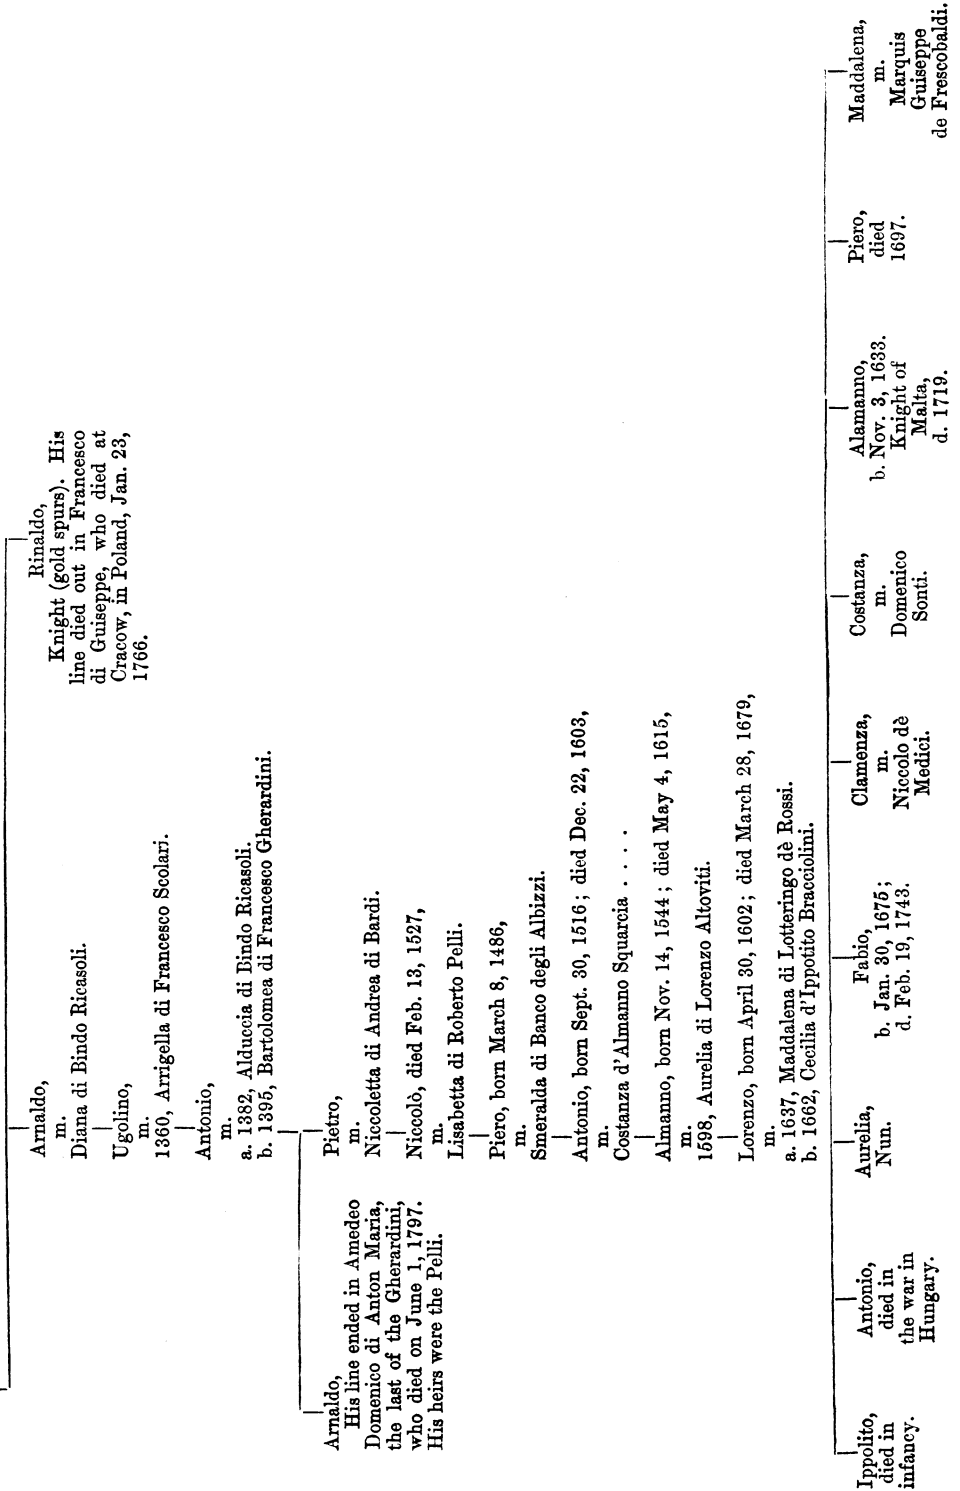 Arnaldo,
m.
Diana di Bindo Ricasoli.
Ugolino,
m.
1360, Arrigella di Francesco Scolari.
Antonio,
m.
a. 1382, Alduccia di Bindo Ricasoli.
b. 1395, Bartolomea di Francesco Gherardini.
Rinaldo,
Knight (gold spurs). His
line died out in Francesco
di Guiseppe, who died at
Cracow, in Poland, Jan. 23,
1766.
Arnaldo,
His line ended in Amedeo
Domenico di Anton Maria,
the last of the Gherardini,
who died on June 1, 1797.
His heirs were the Pelli.
Pietro,
m.
Niccoletta di Andrea di Bardi.
Niccolò, died Feb. 13, 1527,
m.
Lisabetta di Roberto Pelli.
Piero, born March 8, 1486,
m.
Smeralda di Banco degli Albizzi.
Antonio, born Sept. 30, 1516; died Dec. 22, 1603,
m.
Costanza d'Almanno Squarcia . . . .
Almanno, born Nov. 14, 1544; died May 4, 1615,
m.
1598, Aurelia di Lorenzo Altoviti.
Lorenzo, born April 30, 1602; died March 28, 1679,
m.
a. 1637, Maddalena di Lotteringo dè Rossi.
b. 1662, Cecilia d'Ippotito Bracciolini.
Ippolito,
died in
infancy.
Antonio,
died in
the war in
Hungary.
Aurelia,
Nun.
Fabio,
b. Jan. 30, 1675;
d. Feb. 19, 1743.
Clamenza,
m.
Niccolo dè
Medici.
Costanza,
m.
Domenico
Sonti.
Alamanno,
b. Nov. 3, 1633.
Knight of
Malta,
d. 1719.
Piero,
died
1697.
Maddalena,
m.
Marquis
Guiseppe
de Frescobaldi.